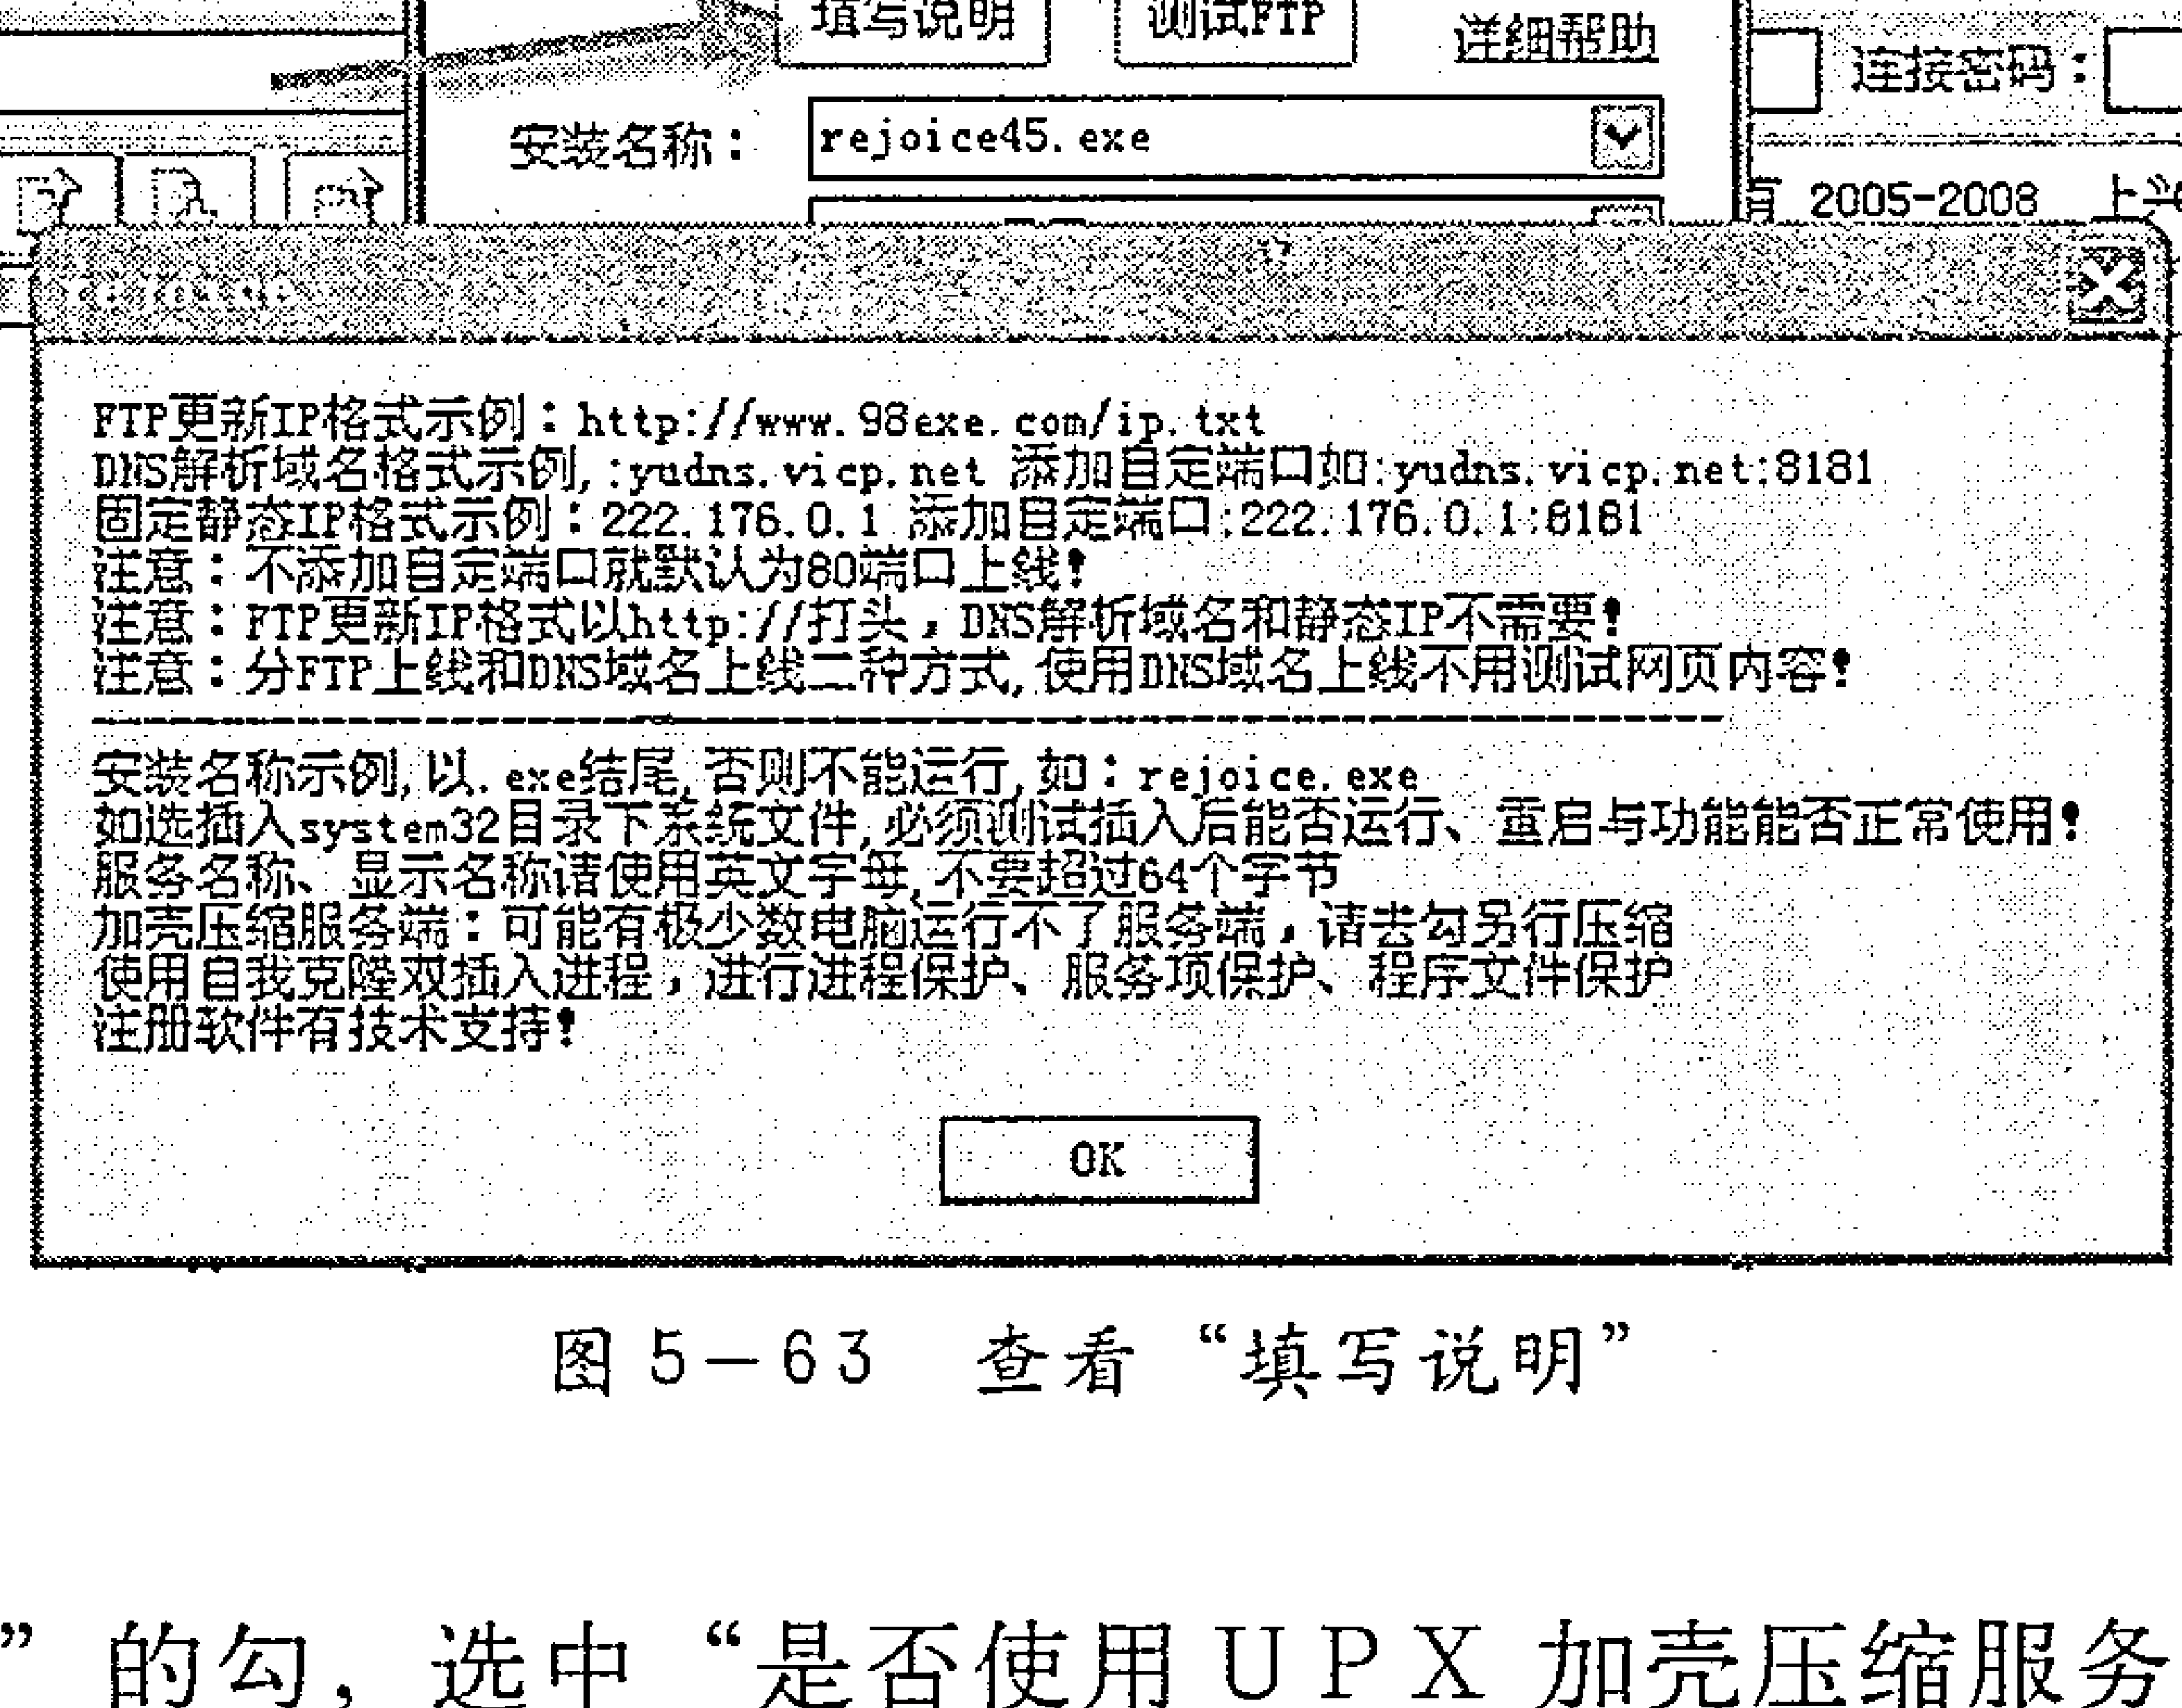 填写说明 测试FTP 详细帮助
连接密码：
安装名称： rejoice45.exe
2005-2008 上兴
FTP更新IP格式示例：http://www.98exe.com/ip.txt
DNS解析域名格式示例,:yudns.vicp.net 添加自定端口如:yudns.vicp.net:8181
固定静态IP格式示例：222.176.0.1 添加自定端口:222.176.0.1:8181
注意：不添加自定端口就默认为80端口上线!
注意：FTP更新IP格式以http://打头，DNS解析域名和静态IP不需要!
注意：分FTP上线和DNS域名上线二种方式,使用DNS域名上线不用测试网页内容!
安装名称示例,以.exe结尾,否则不能运行,如：rejoice.exe
如选插入system32目录下系统文件,必须测试插入后能否运行、重启与功能能否正常使用!
服务名称、显示名称请使用英文字母,不要超过64个字节
加壳压缩服务端：可能有极少数电脑运行不了服务端，请去勾另行压缩
使用自我克隆双插入进程，进行进程保护、服务项保护、程序文件保护
注册软件有技术支持!
OK
图 5-63 查看“填写说明”
”的勾，选中“是否使用 UPX 加壳压缩服务